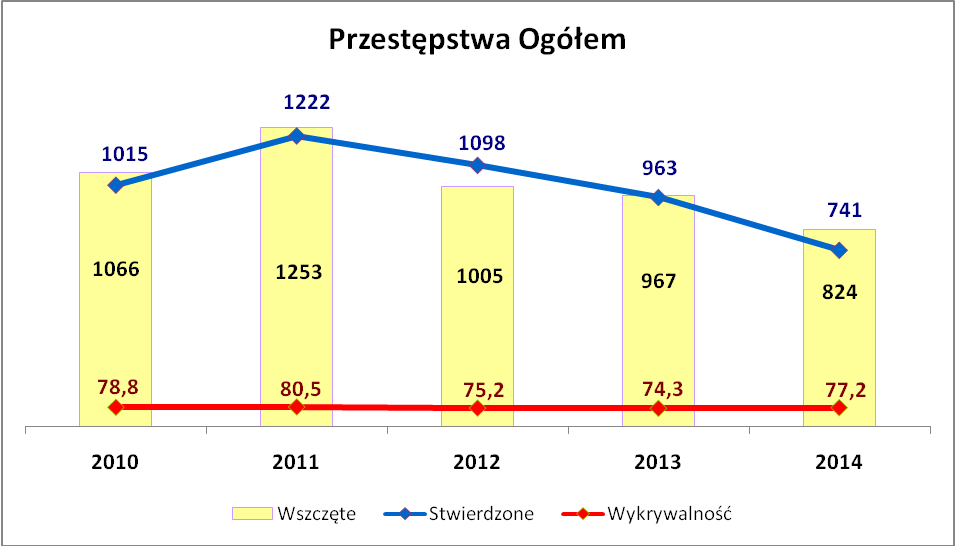 Przestępstwa Ogółem
1015 1222 1098 963 741
1066 1253 1005 967 824
78,8 80,5 75,2 74,3 77,2
2010 2011 2012 2013 2014
Wszczęte Stwierdzone Wykrywalność